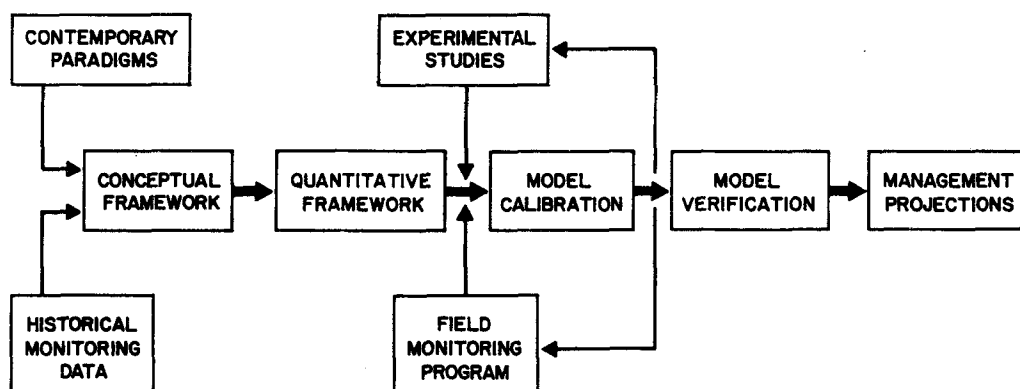 CONTEMPORARY
PARADIGMS
EXPERIMENTAL
STUDIES
CONCEPTUAL
FRAMEWORK
QUANTITATIVE
FRAMEWORK
MODEL
CALIBRATION
MODEL
VERIFICATION
MANAGEMENT
PROJECTIONS
HISTORICAL
MONITORING
DATA
FIELD
MONITORING
PROGRAM